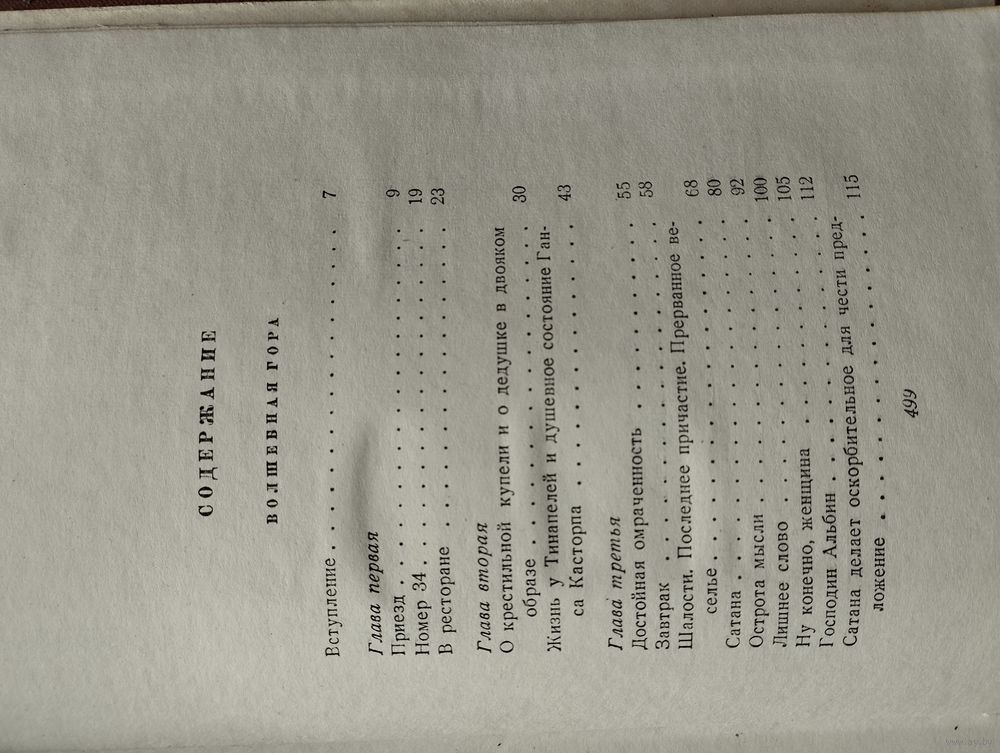 СОДЕРЖАНИЕ
ВОЛШЕБНАЯ ГОРА
Вступление . . . . . . . . . . . . . . . . 7
Глава первая
Приезд . . . . . . . . . . . . . . . . 9
Номер 34 . . . . . . . . . . . . . . . 19
В ресторане . . . . . . . . . . . . . . 23
Глава вторая
О крестильной купели и о дедушке в двояком
образе . . . . . . . . . . . . . . . 30
Жизнь у Тинапелей и душевное состояние Ган-
са Касторпа . . . . . . . . . . . . . 43
Глава третья
Достойная омраченность . . . . . . . . . 55
Завтрак . . . . . . . . . . . . . . . 58
Шалости. Последнее причастие. Прерванное ве-
селье . . . . . . . . . . . . . . . 68
Сатана . . . . . . . . . . . . . . . . 80
Острота мысли . . . . . . . . . . . . . 92
Лишнее слово . . . . . . . . . . . . . 100
Ну конечно, женщина . . . . . . . . . . 105
Господин Альбин . . . . . . . . . . . . 112
Сатана делает оскорбительное для чести пред-
ложение . . . . . . . . . . . . . . 115
499